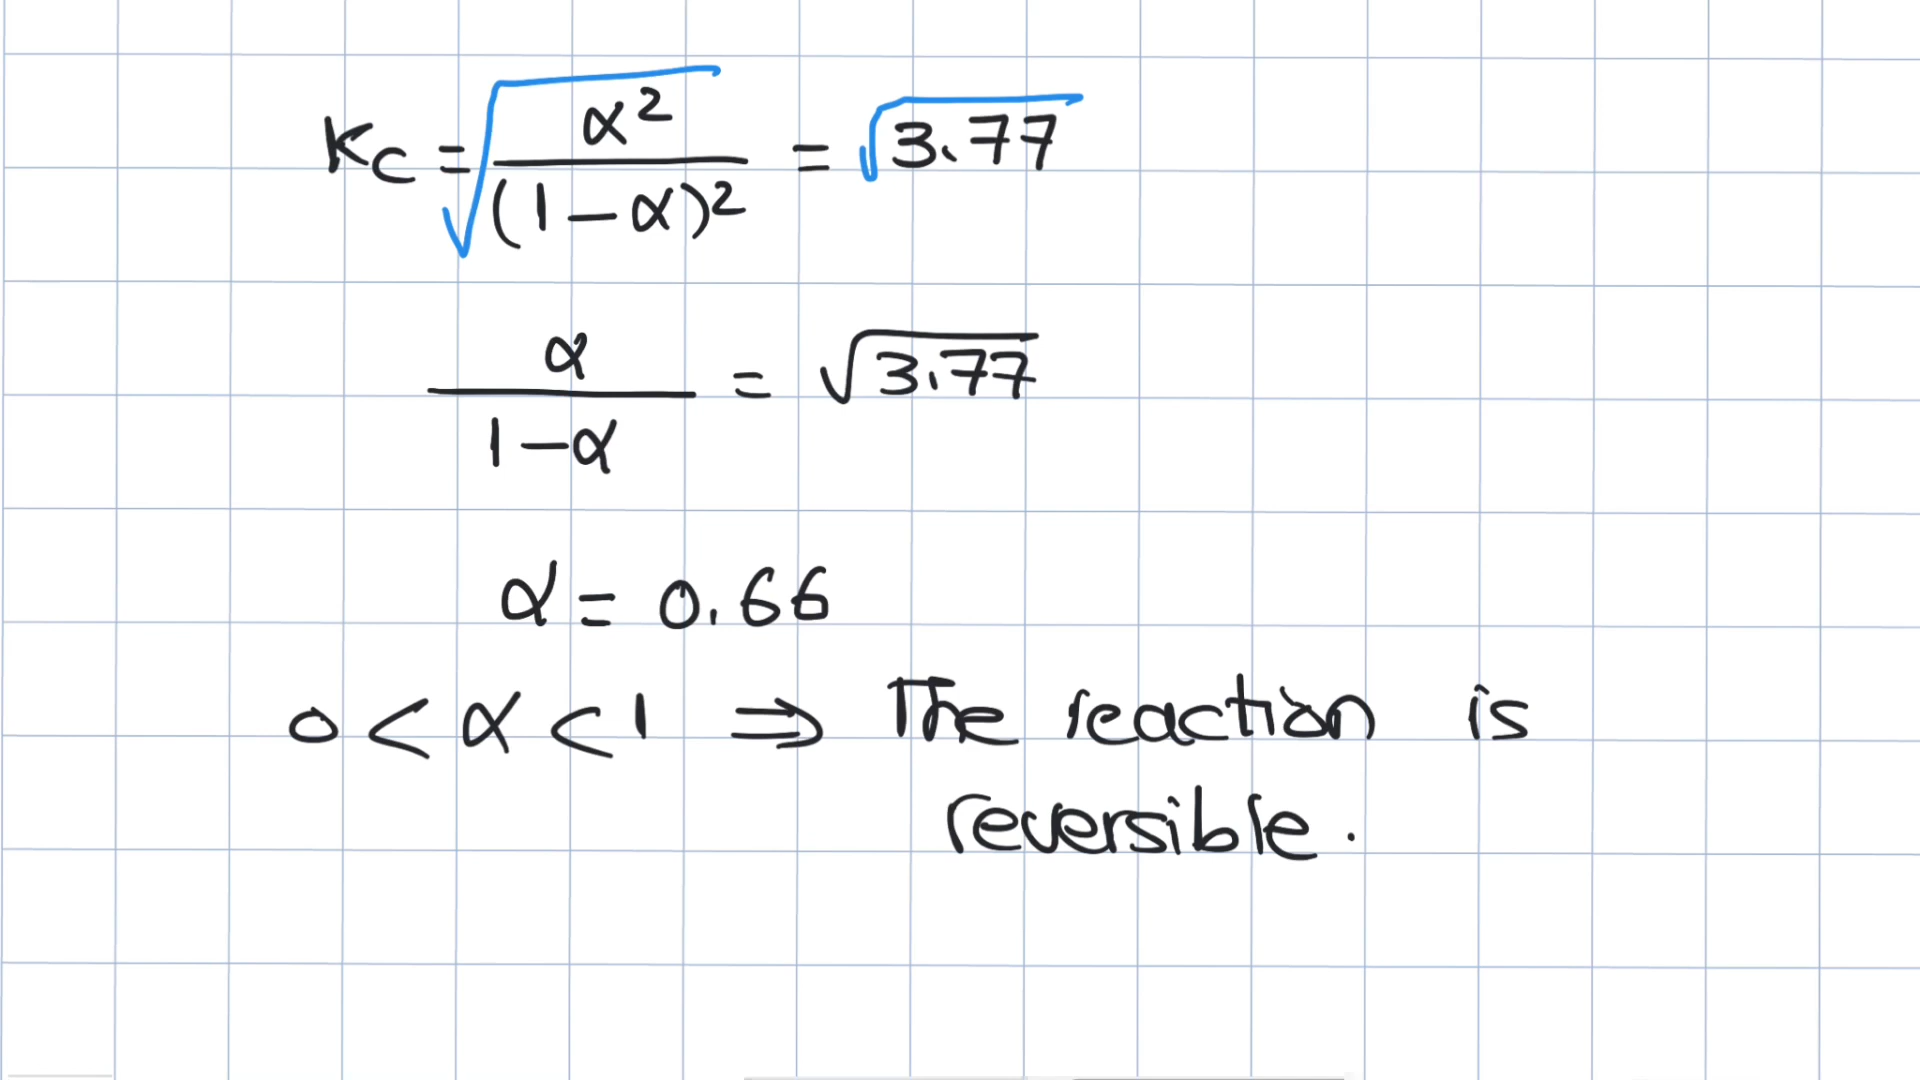 Kc = √(α²/(1-α)²) = √3.77
α/(1-α) = √3.77
α = 0.66
0 < α < 1 ⇒ The reaction is
reversible.